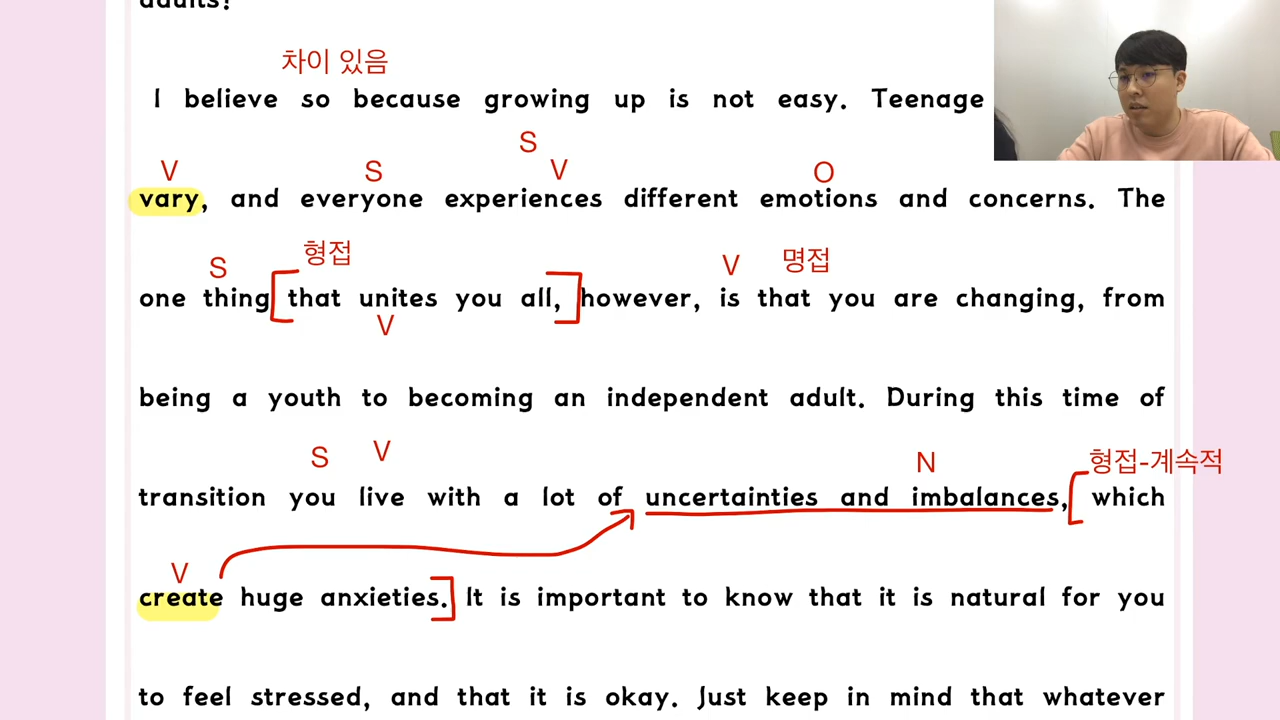 adults?
차이 있음
I believe so because growing up is not easy. Teenage
S
V S V O
vary, and everyone experiences different emotions and concerns. The
S 형접 V 명접
one thing [that unites you all,] however, is that you are changing, from
V
being a youth to becoming an independent adult. During this time of
S V N 형접-계속적
transition you live with a lot of uncertainties and imbalances, [which
V
create huge anxieties.] It is important to know that it is natural for you
to feel stressed, and that it is okay. Just keep in mind that whatever